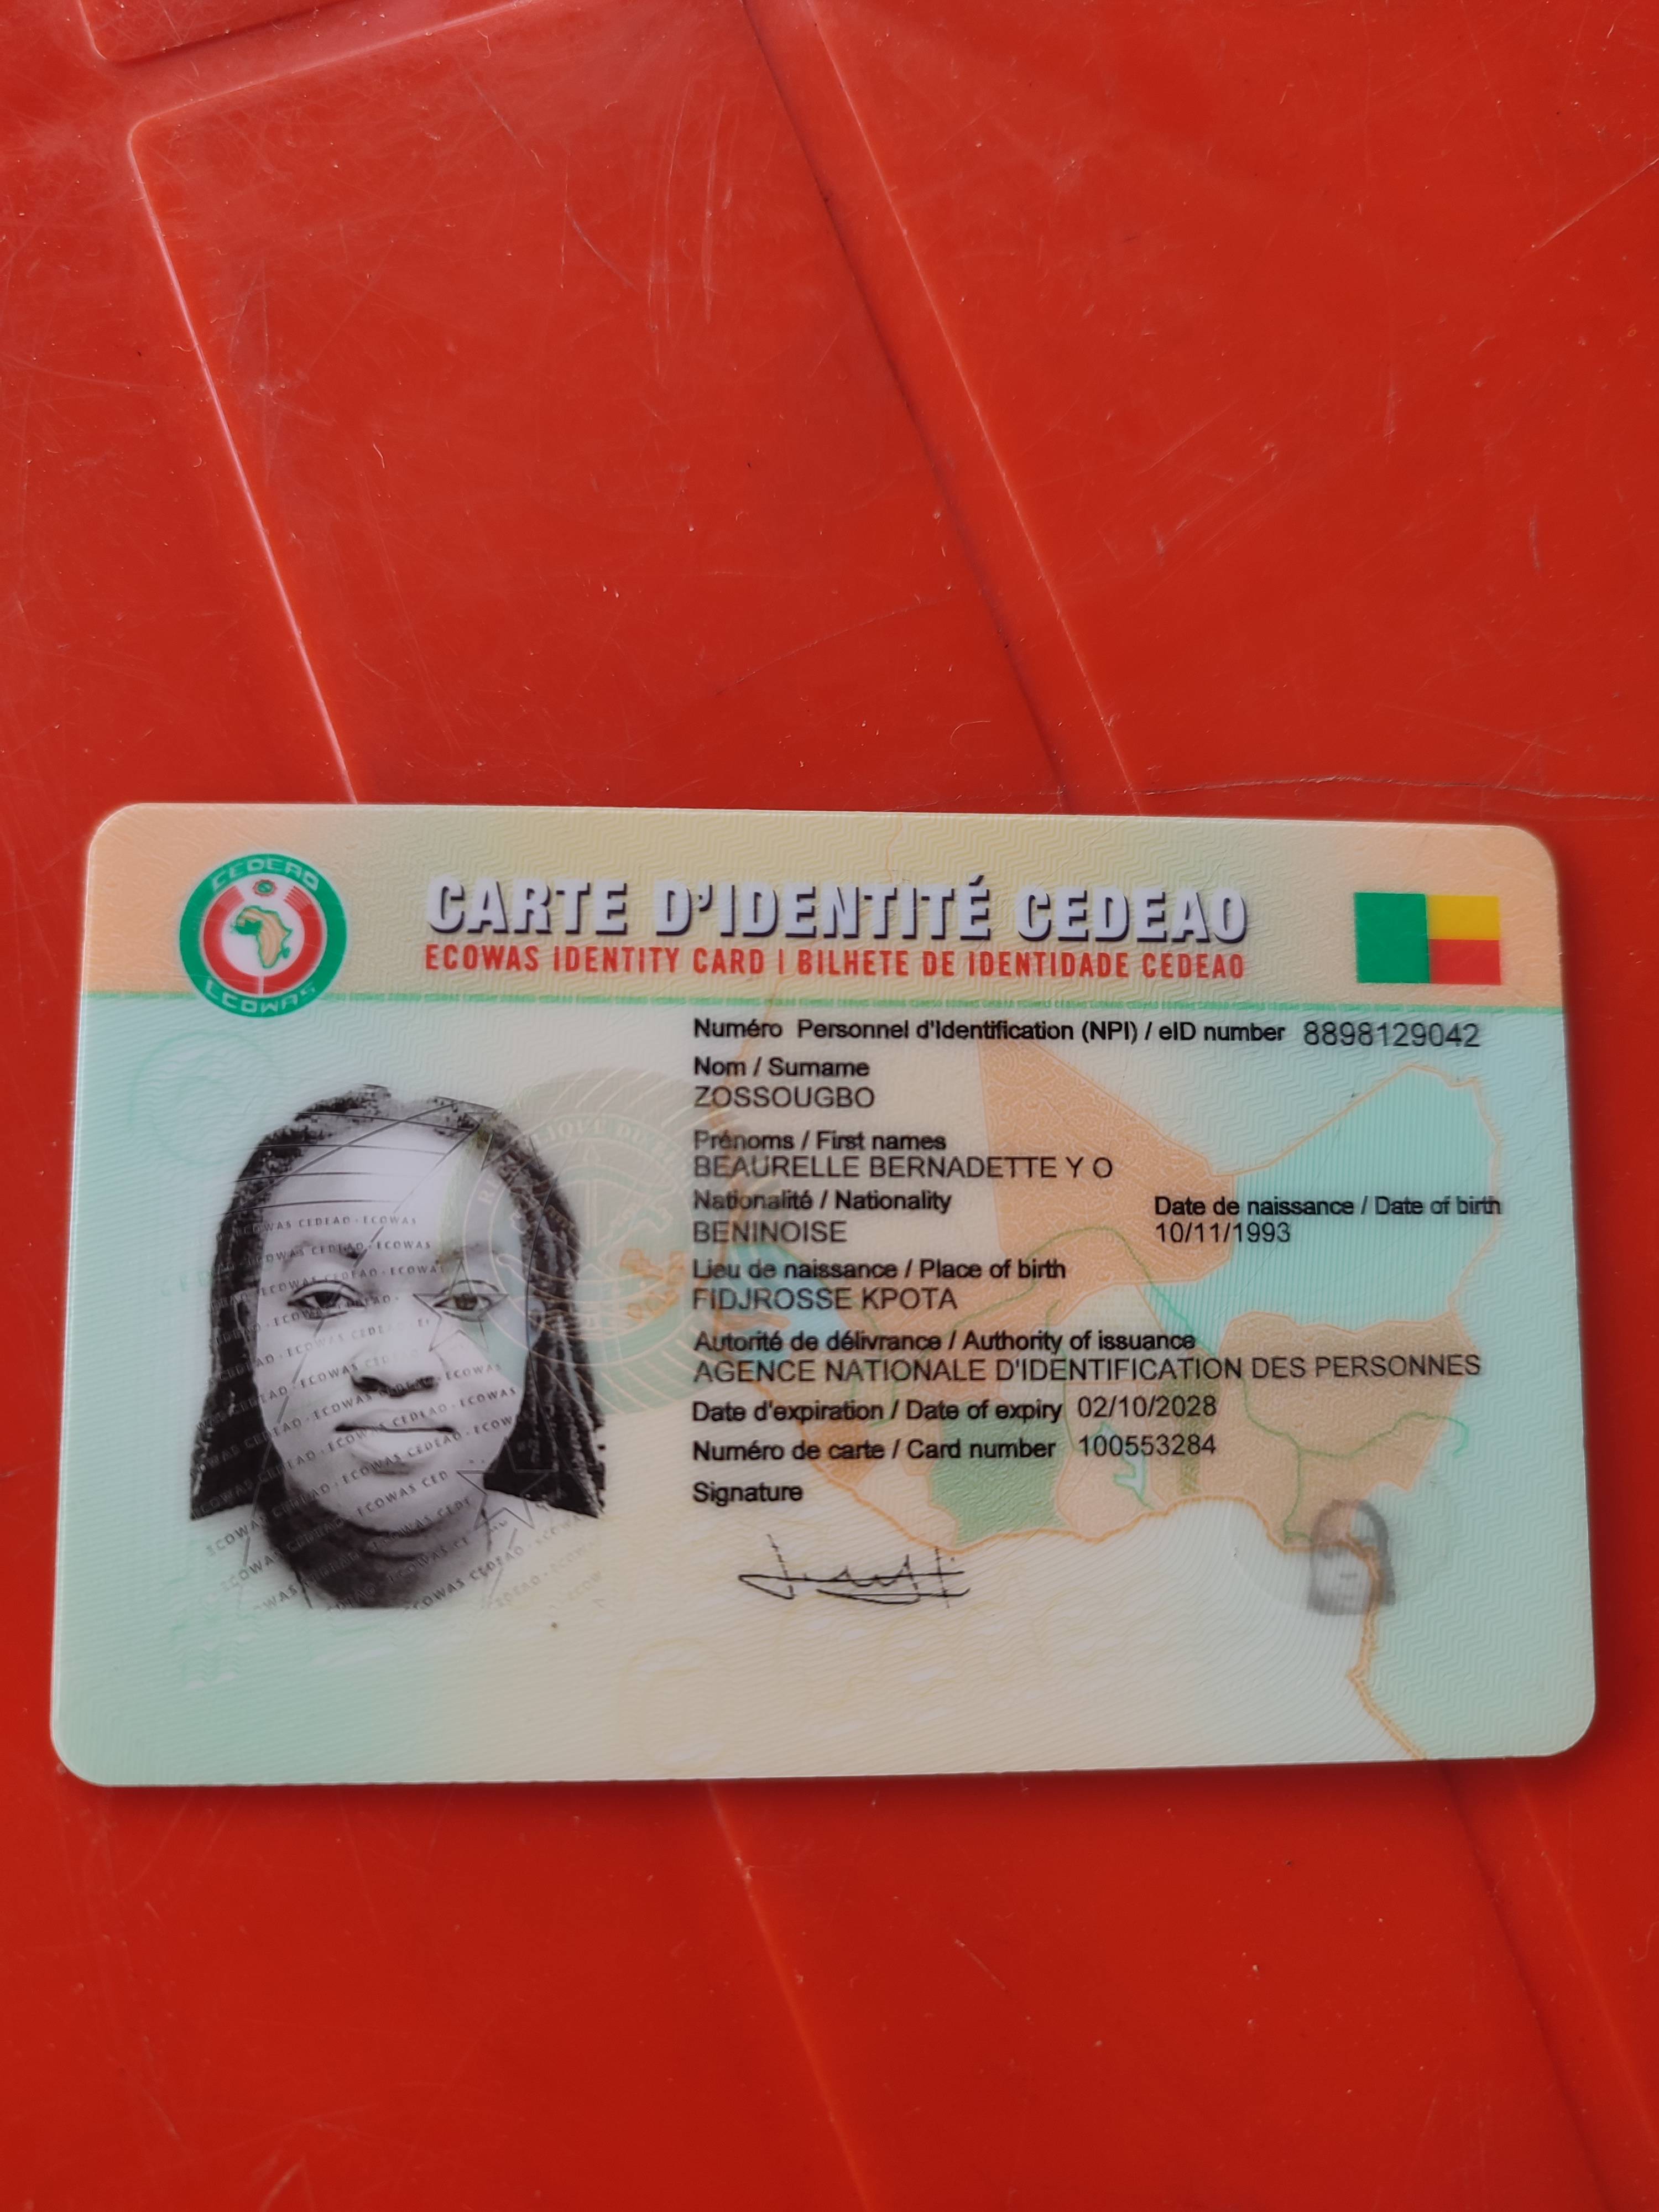 CEDEAO
ECOWAS
CARTE D'IDENTITÉ CEDEAO
ECOWAS IDENTITY CARD | BILHETE DE IDENTIDADE CEDEAO
Numéro Personnel d'Identification (NPI) / eID number 8898129042
Nom / Surname
ZOSSOUGBO
Prénoms / First names
BEAURELLE BERNADETTE Y O
Nationalité / Nationality Date de naissance / Date of birth
BENINOISE 10/11/1993
Lieu de naissance / Place of birth
FIDJROSSE KPOTA
Autorité de délivrance / Authority of issuance
AGENCE NATIONALE D'IDENTIFICATION DES PERSONNES
Date d'expiration / Date of expiry 02/10/2028
Numéro de carte / Card number 100553284
Signature